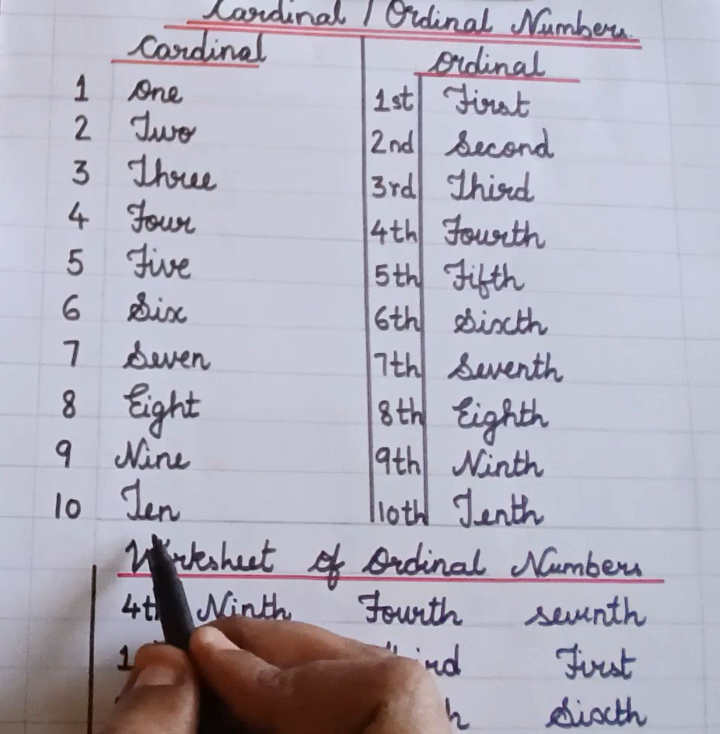 Cardinal / Ordinal Numbers.
Cardinal Ordinal
1 One 1st First
2 Two 2nd Second
3 Three 3rd Third
4 Four 4th Fourth
5 Five 5th Fifth
6 Six 6th Sixth
7 Seven 7th Seventh
8 Eight 8th Eighth
9 Nine 9th Ninth
10 Ten 10th Tenth
Worksheet of Ordinal Numbers
4th Ninth Fourth seventh
First
Sixth